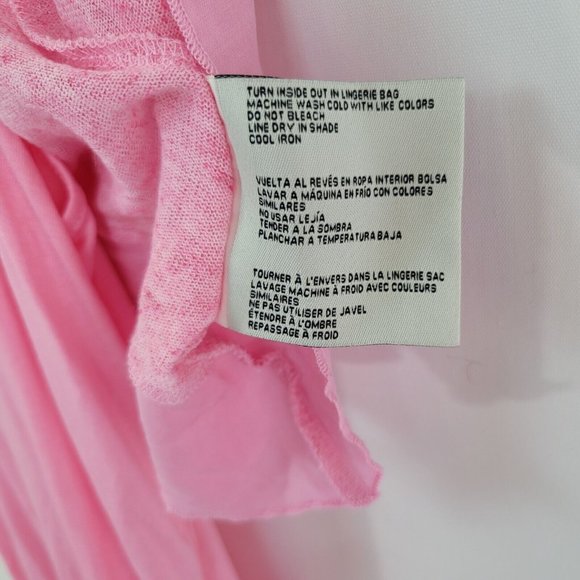 TURN INSIDE OUT IN LINGERIE BAG
MACHINE WASH COLD WITH LIKE COLORS
DO NOT BLEACH
LINE DRY IN SHADE
COOL IRON
VUELTA AL REVÉS EN ROPA INTERIOR BOLSA
LAVAR A MÁQUINA EN FRÍO CON COLORES
SIMILARES
NO USAR LEJÍA
TENDER A LA SOMBRA
PLANCHAR A TEMPERATURA BAJA
TOURNER À L'ENVERS DANS LA LINGERIE SAC
LAVAGE MACHINE À FROID AVEC COULEURS
SIMILAIRES
NE PAS UTILISER DE JAVEL
ÉTENDRE À L'OMBRE
REPASSAGE À FROID